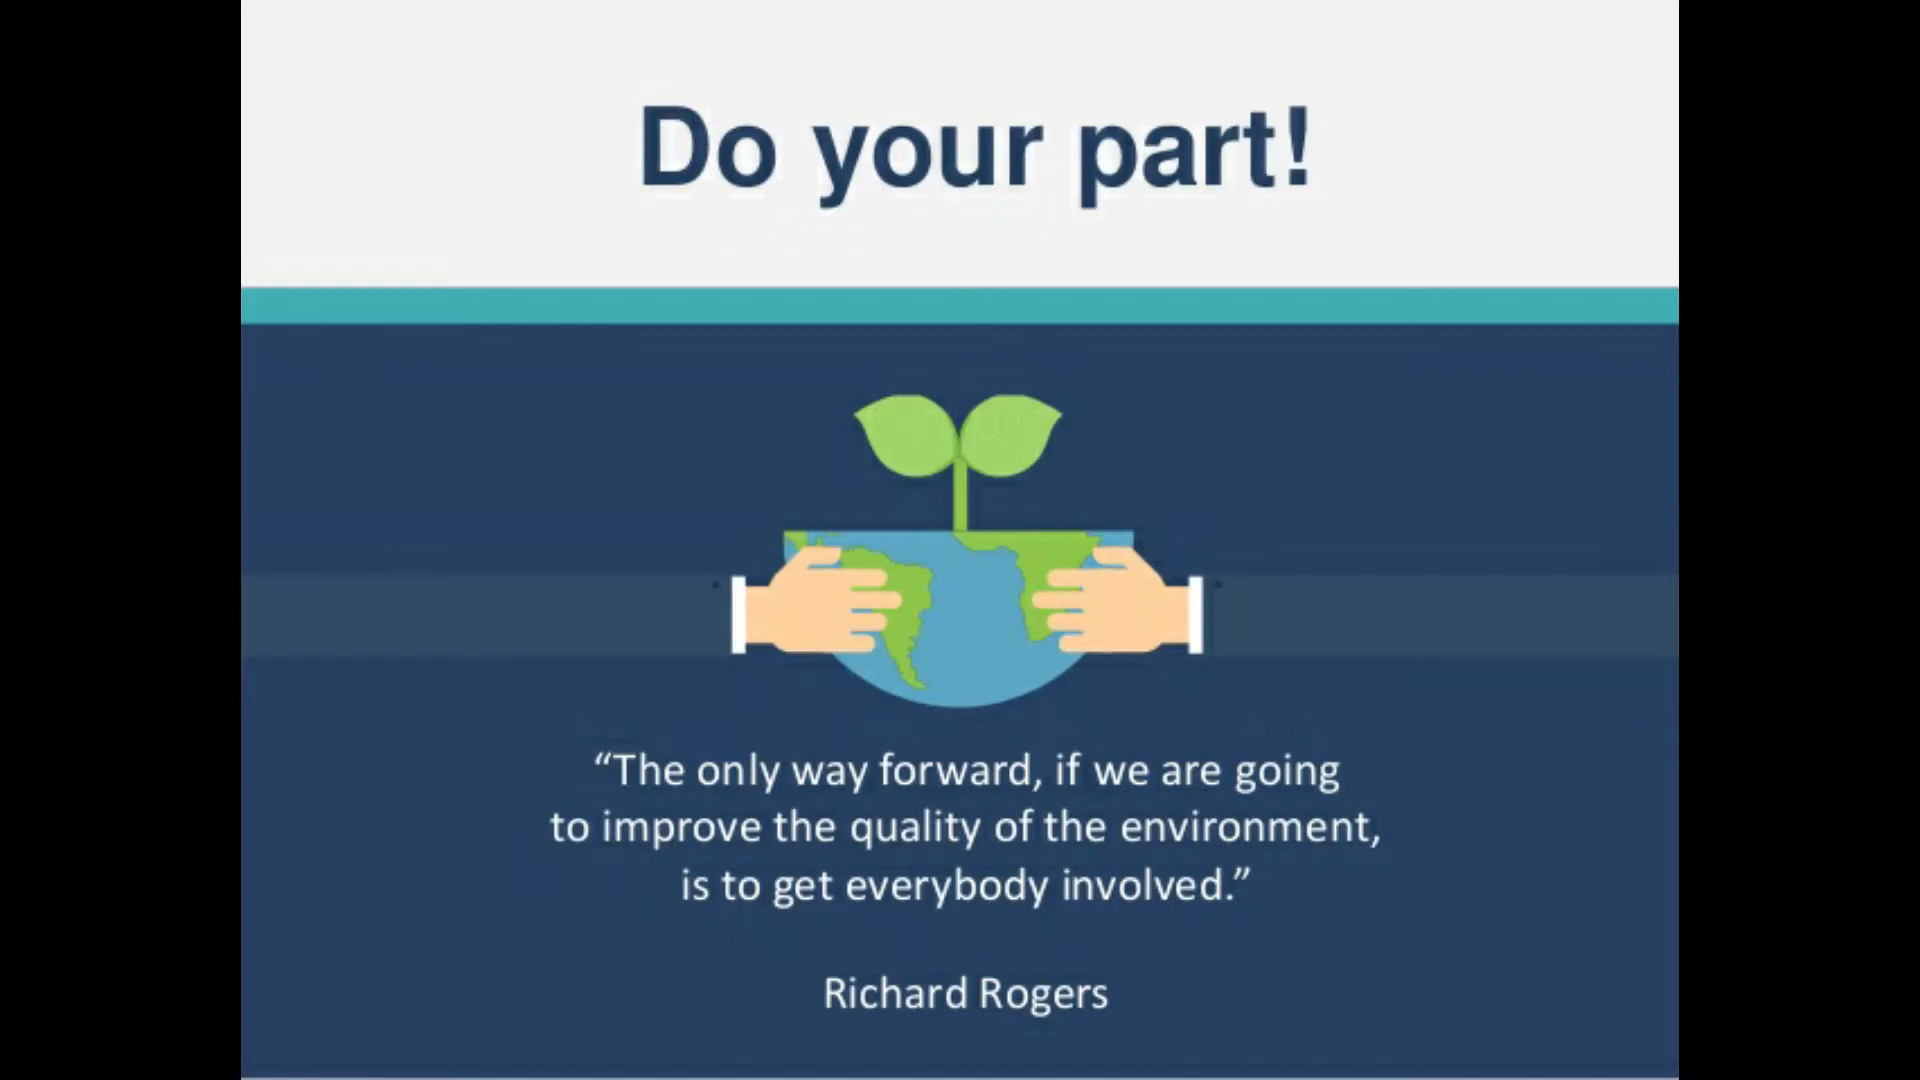 Do your part!
“The only way forward, if we are going
to improve the quality of the environment,
is to get everybody involved.”
Richard Rogers